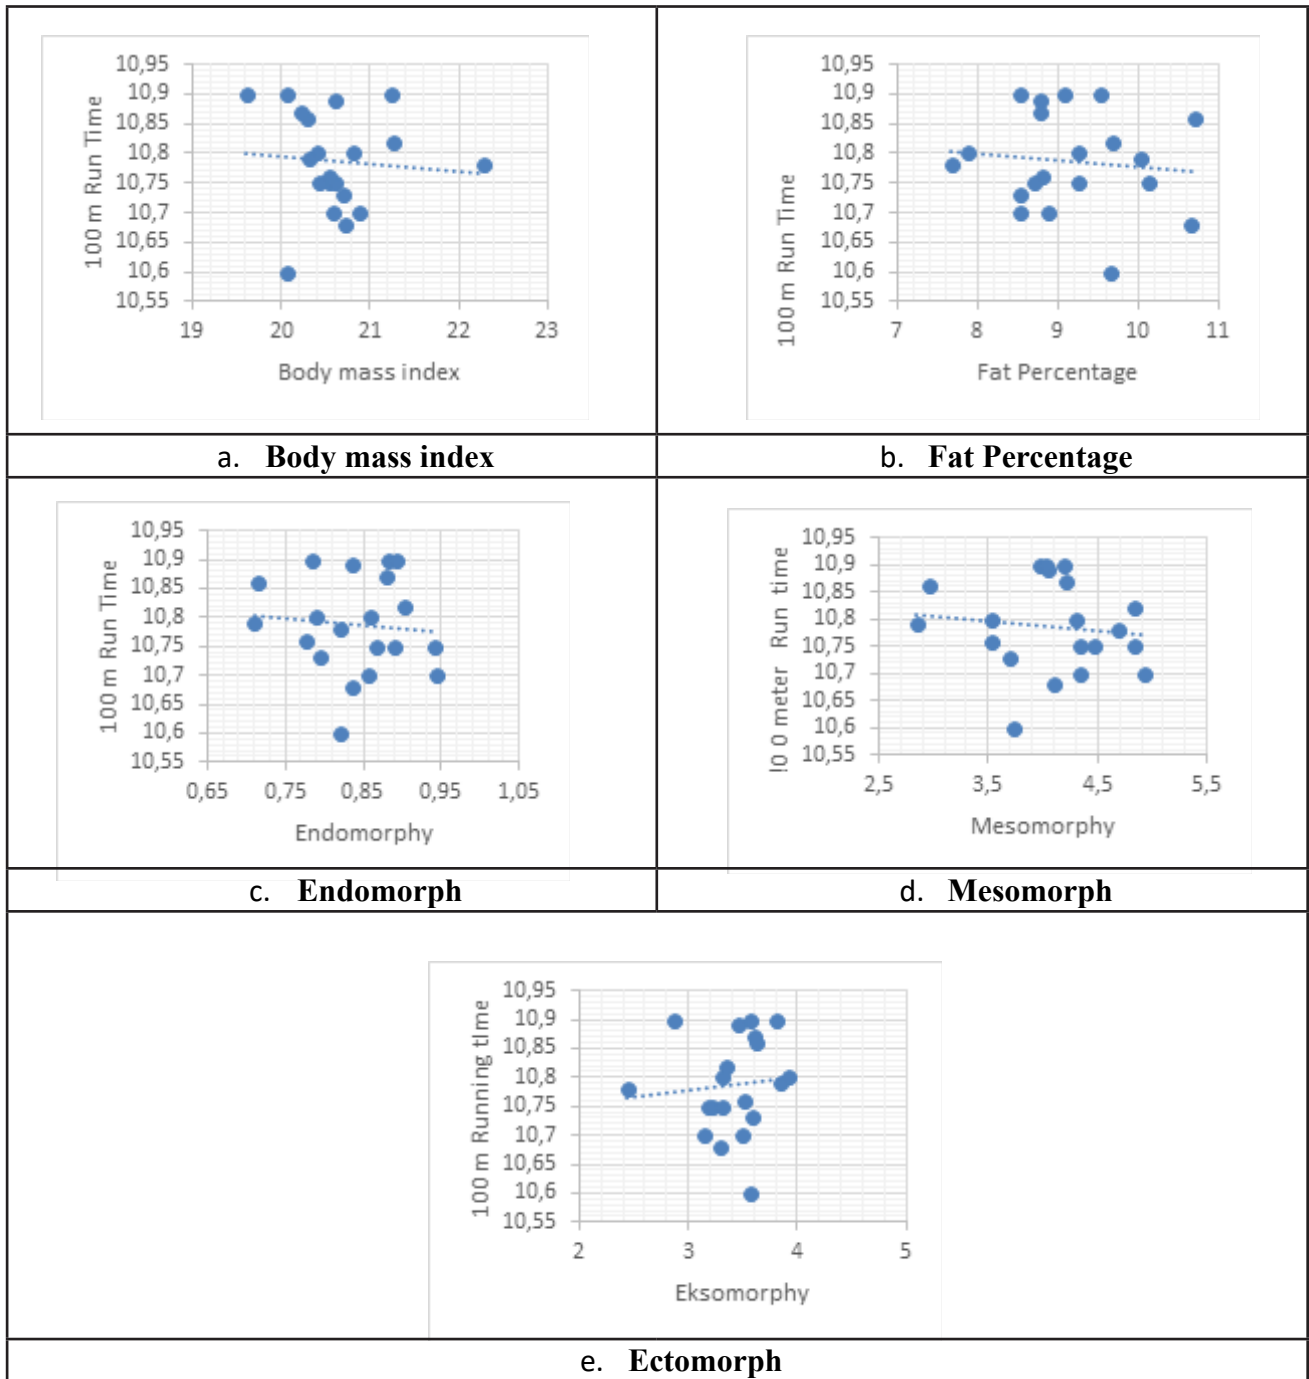 10,95
10,9
10,85
10,8
10,75
10,7
10,65
10,6
10,55
100 m Run Time
19 20 21 22 23
Body mass index
10,95
10,9
10,85
10,8
10,75
10,7
10,65
10,6
10,55
100 m Run Time
7 8 9 10 11
Fat Percentage
a. Body mass index
b. Fat Percentage
10,95
10,9
10,85
10,8
10,75
10,7
10,65
10,6
10,55
100 m Run Time
0,65 0,75 0,85 0,95 1,05
Endomorphy
10,95
10,9
10,85
10,8
10,75
10,7
10,65
10,6
10,55
!0 0 meter Run time
2,5 3,5 4,5 5,5
Mesomorphy
c. Endomorph
d. Mesomorph
10,95
10,9
10,85
10,8
10,75
10,7
10,65
10,6
10,55
100 m Running tIme
2 3 4 5
Eksomorphy
e. Ectomorph